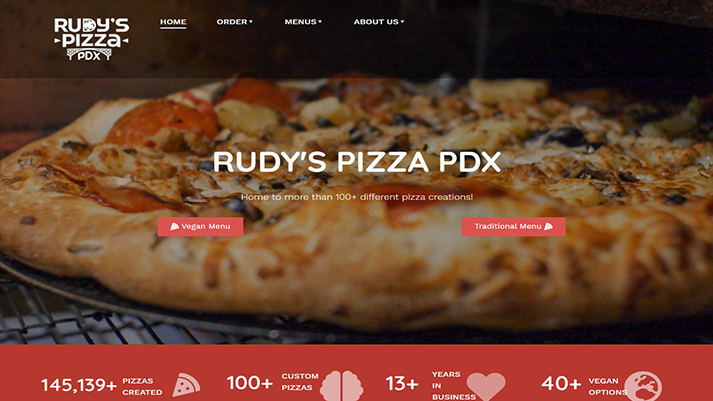 RUDY'S
PIZZA
PDX
HOME
ORDER
MENUS
ABOUT US
RUDY'S PIZZA PDX
Home to more than 100+ different pizza creations!
Vegan Menu
Traditional Menu
145,139+
PIZZAS
CREATED
100+
CUSTOM
PIZZAS
13+
YEARS
IN
BUSINESS
40+
VEGAN
OPTIONS